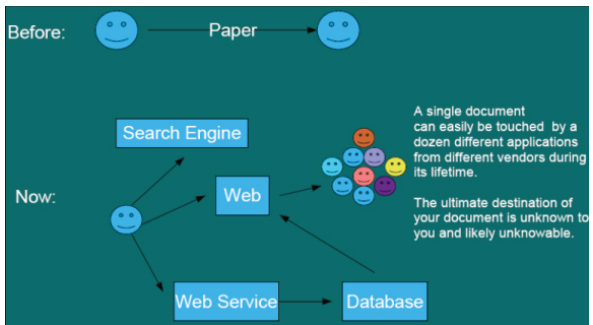 Before:
Paper
Search Engine
A single document
can easily be touched by a
dozen different applications
from different vendors during
its lifetime.
Now:
Web
The ultimate destination of
your document is unknown to
you and likely unknowable.
Web Service
Database